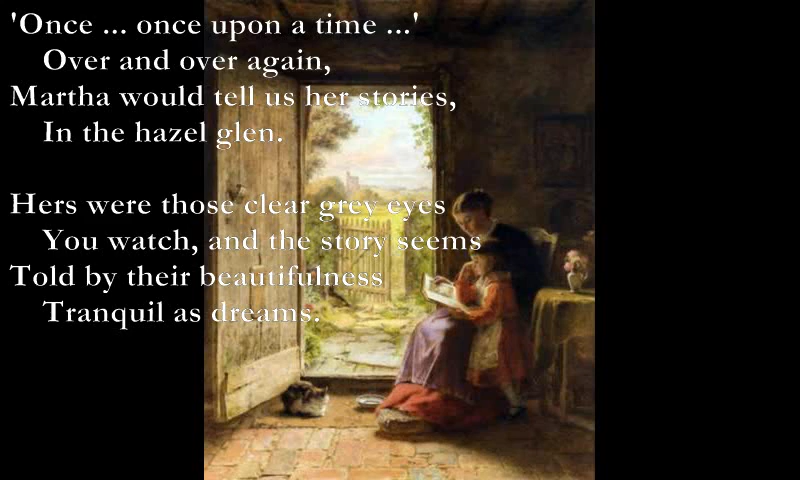 'Once ... once upon a time ...'
Over and over again,
Martha would tell us her stories,
In the hazel glen.

Hers were those clear grey eyes
You watch, and the story seems
Told by their beautifulness
Tranquil as dreams.